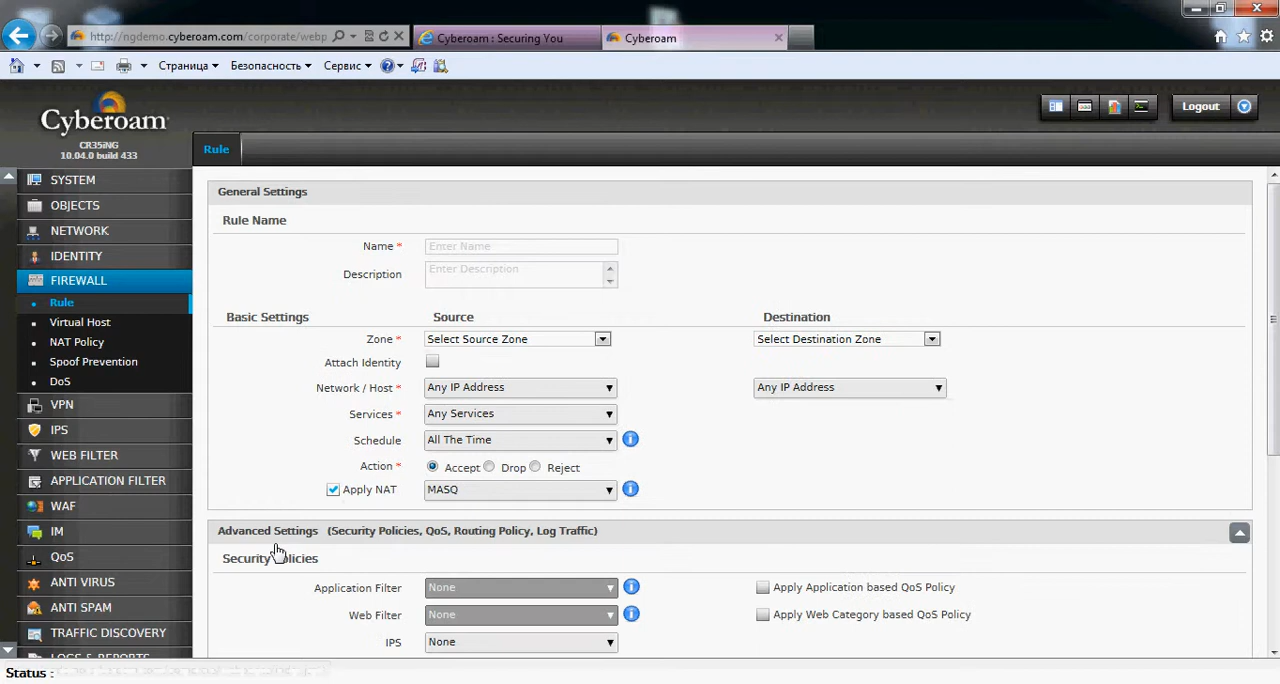 http://ngdemo.cyberoam.com/corporate/webp
Cyberoam : Securing You
Cyberoam
Страница
Безопасность
Сервис
Cyberoam
CR35iNG
10.04.0 build 433
Logout
Rule
SYSTEM
OBJECTS
NETWORK
IDENTITY
FIREWALL
Rule
Virtual Host
NAT Policy
Spoof Prevention
DoS
VPN
IPS
WEB FILTER
APPLICATION FILTER
WAF
IM
QoS
ANTI VIRUS
ANTI SPAM
TRAFFIC DISCOVERY
LOGS & REPORTS
General Settings
Rule Name
Name *
Enter Name
Description
Enter Description
Basic Settings
Source
Destination
Zone *
Select Source Zone
Select Destination Zone
Attach Identity
Network / Host *
Any IP Address
Any IP Address
Services *
Any Services
Schedule
All The Time
Action *
Accept
Drop
Reject
Apply NAT
MASQ
Advanced Settings (Security Policies, QoS, Routing Policy, Log Traffic)
Security Policies
Application Filter
None
Apply Application based QoS Policy
Web Filter
None
Apply Web Category based QoS Policy
IPS
None
Status :